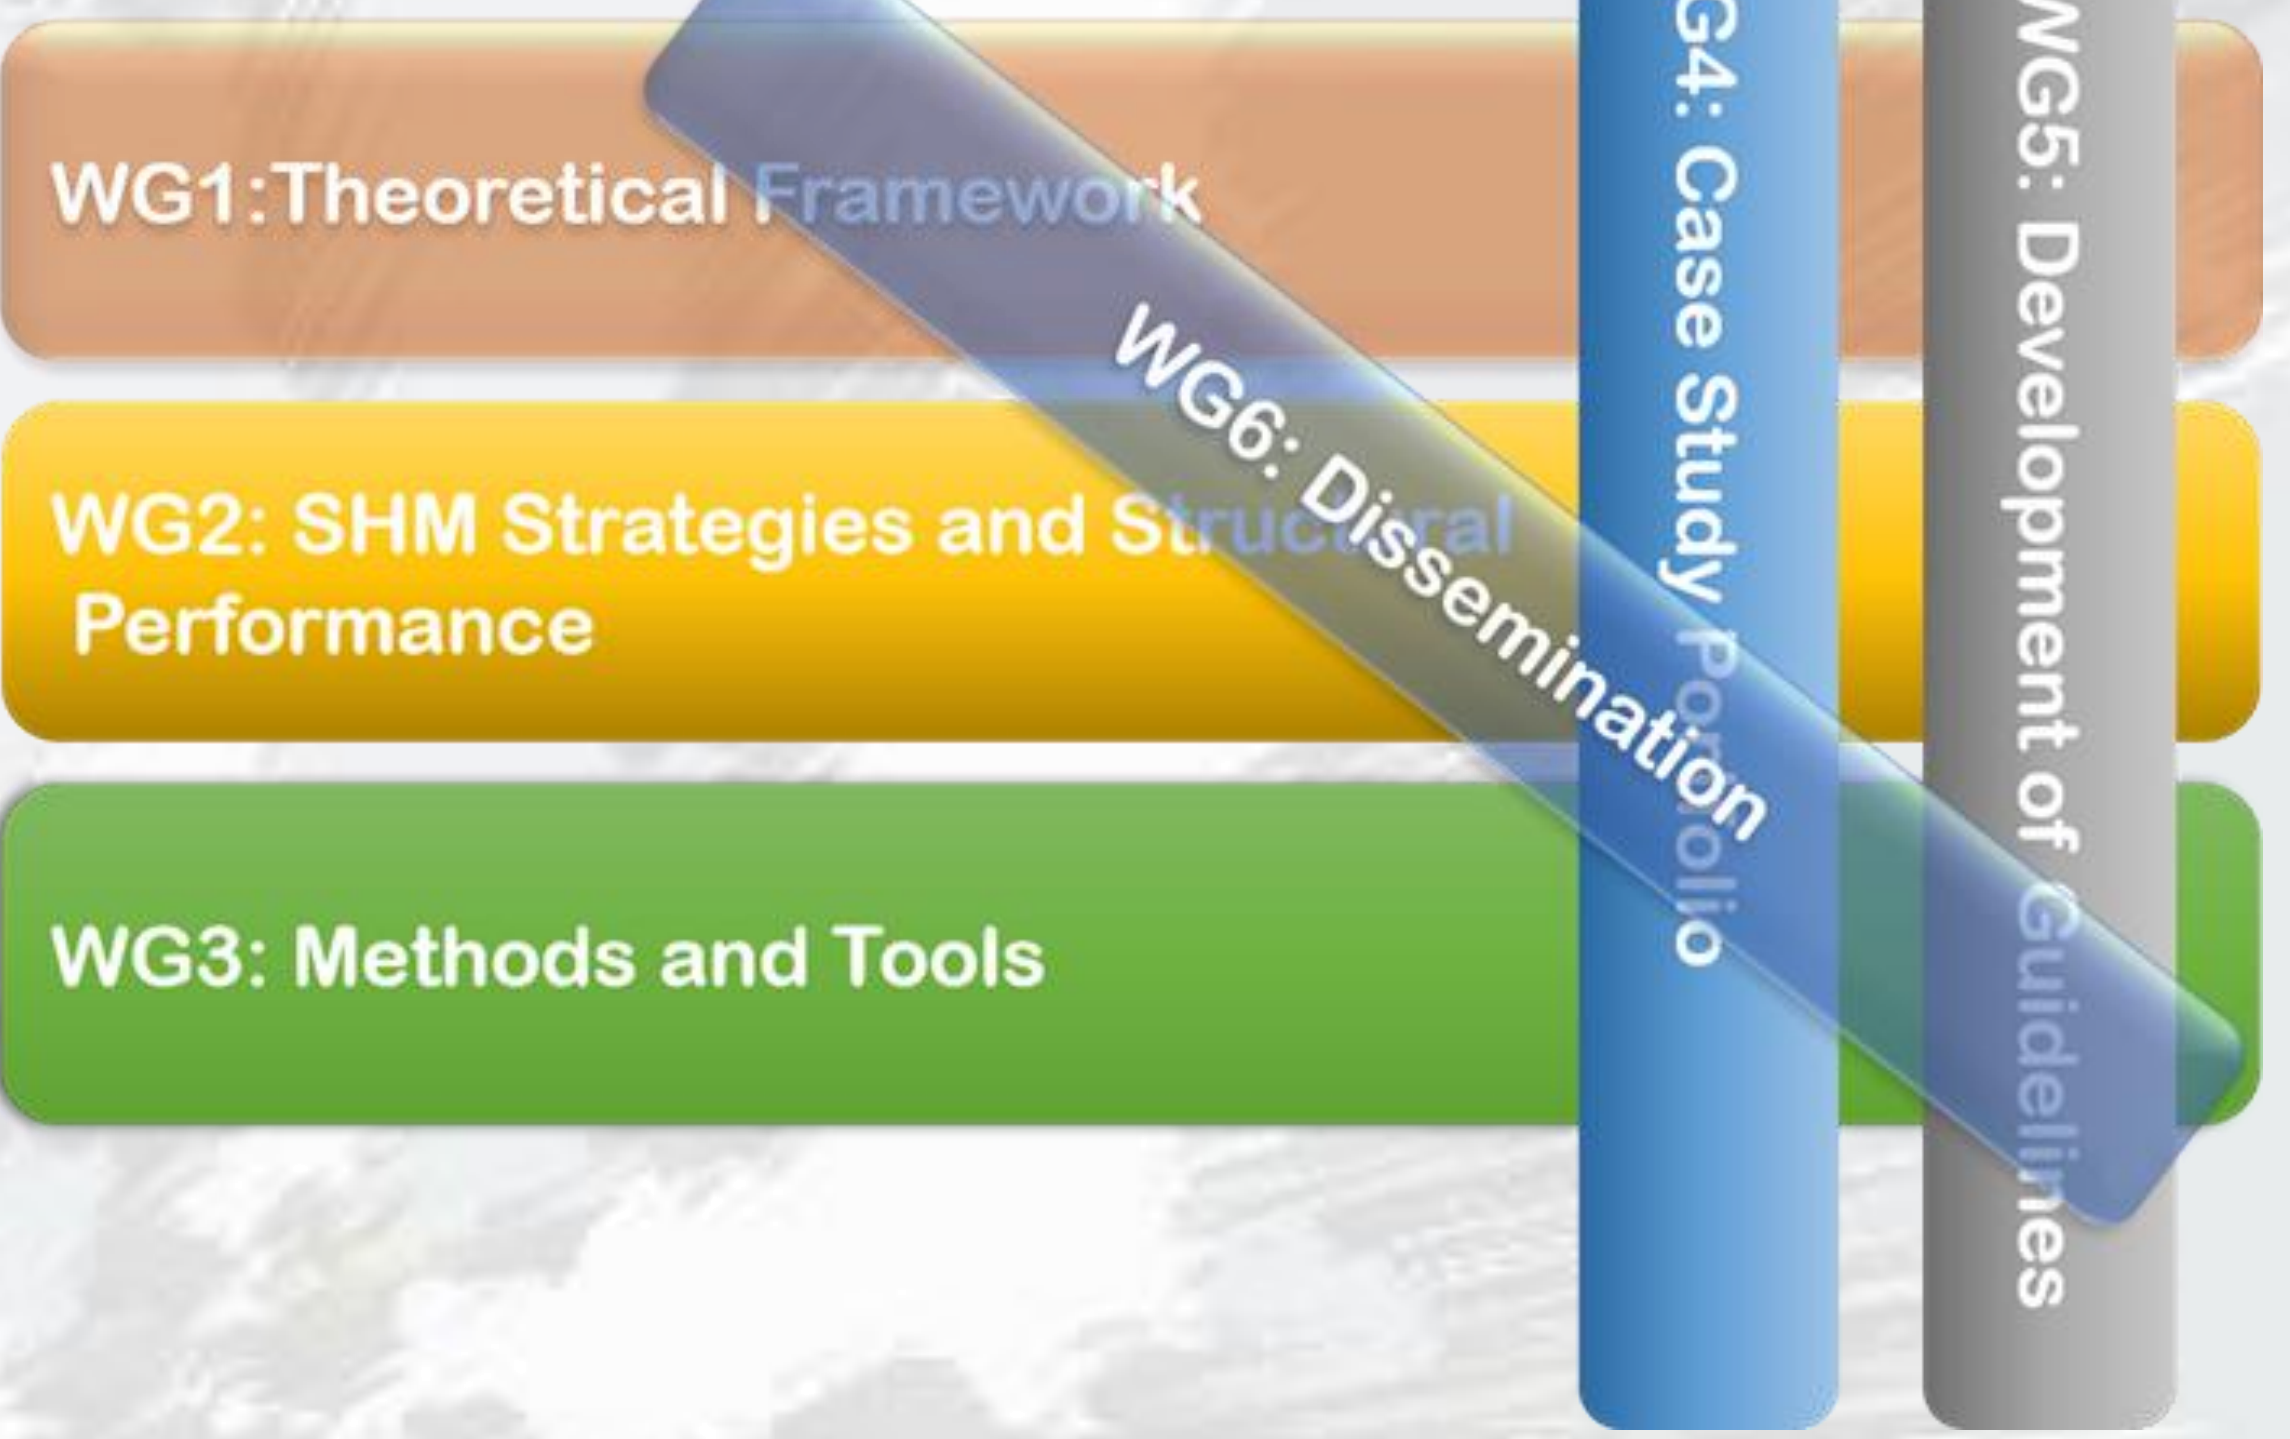 WG1:Theoretical Framework
WG2: SHM Strategies and Structural
Performance
WG3: Methods and Tools
G4: Case Study Portfolio
WG5: Development of Guidelines
WG6: Dissemination